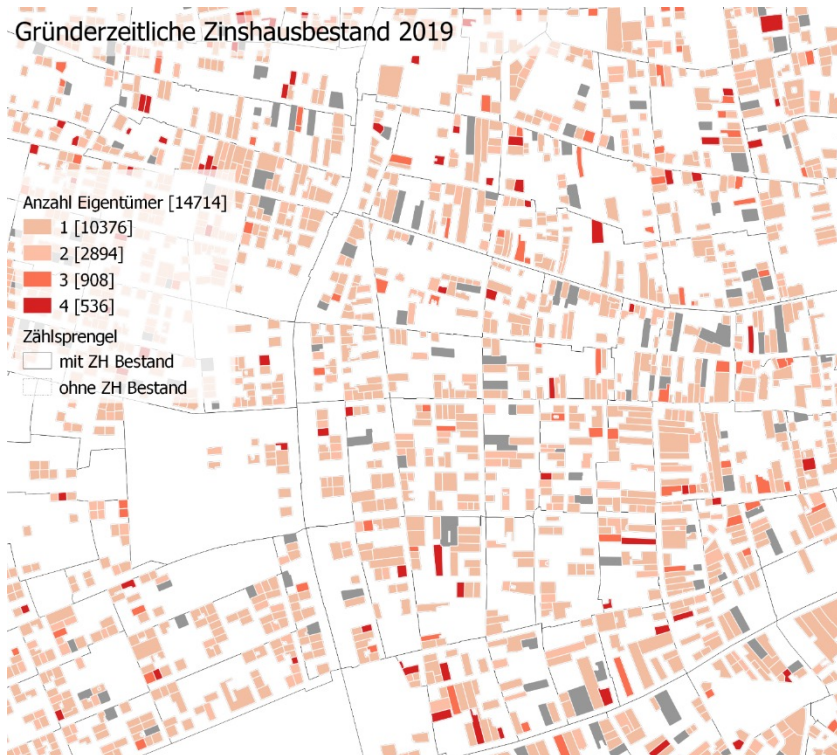 Gründerzeitliche Zinshausbestand 2019
Anzahl Eigentümer [14714]
1 [10376]
2 [2894]
3 [908]
4 [536]
Zählsprengel
mit ZH Bestand
ohne ZH Bestand